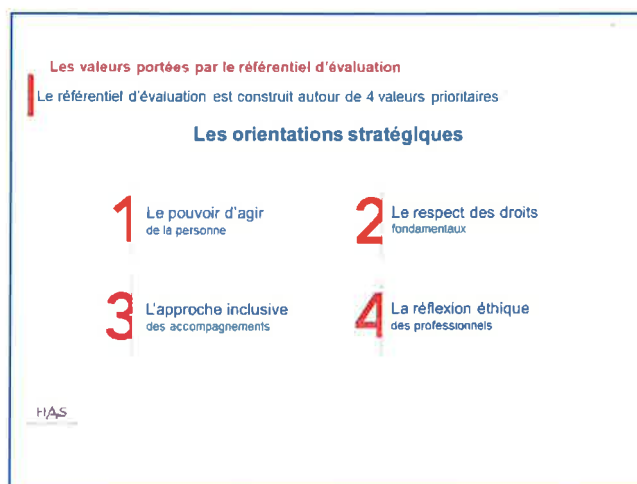 Les valeurs portées par le référentiel d'évaluation
Le référentiel d'évaluation est construit autour de 4 valeurs prioritaires
Les orientations stratégiques
1 Le pouvoir d'agir
de la personne
2 Le respect des droits
fondamentaux
3 L'approche inclusive
des accompagnements
4 La réflexion éthique
des professionnels
HAS